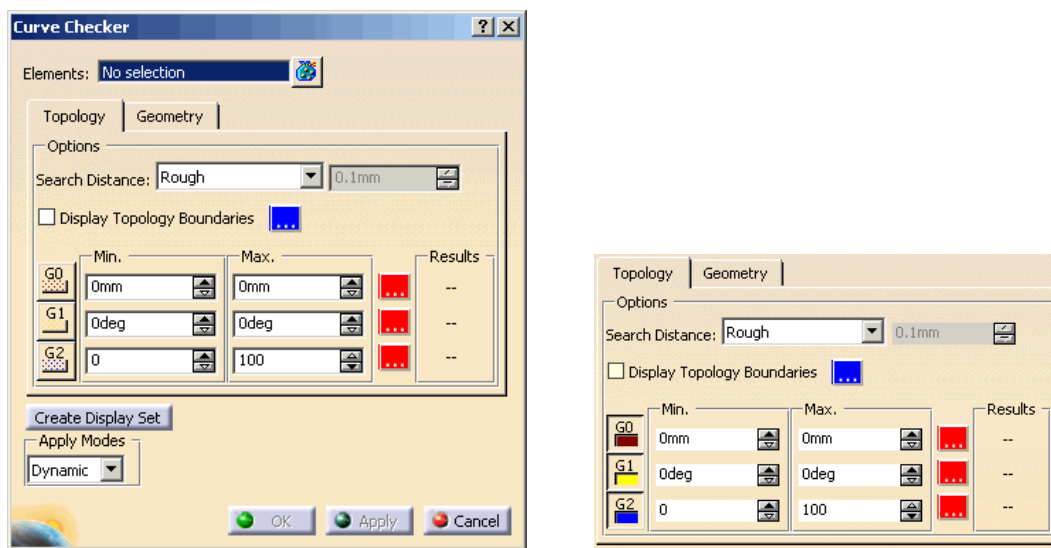 Curve Checker
Elements: No selection
Topology Geometry
Options
Search Distance: Rough 0.1mm
Display Topology Boundaries ...
Min. Max. Results
G0 0mm 0mm ... --
G1 0deg 0deg ... --
G2 0 100 ... --
Create Display Set
Apply Modes
Dynamic
OK Apply Cancel
Topology Geometry
Options
Search Distance: Rough 0.1mm
Display Topology Boundaries ...
Min. Max. Results
G0 0mm 0mm ... --
G1 0deg 0deg ... --
G2 0 100 ... --